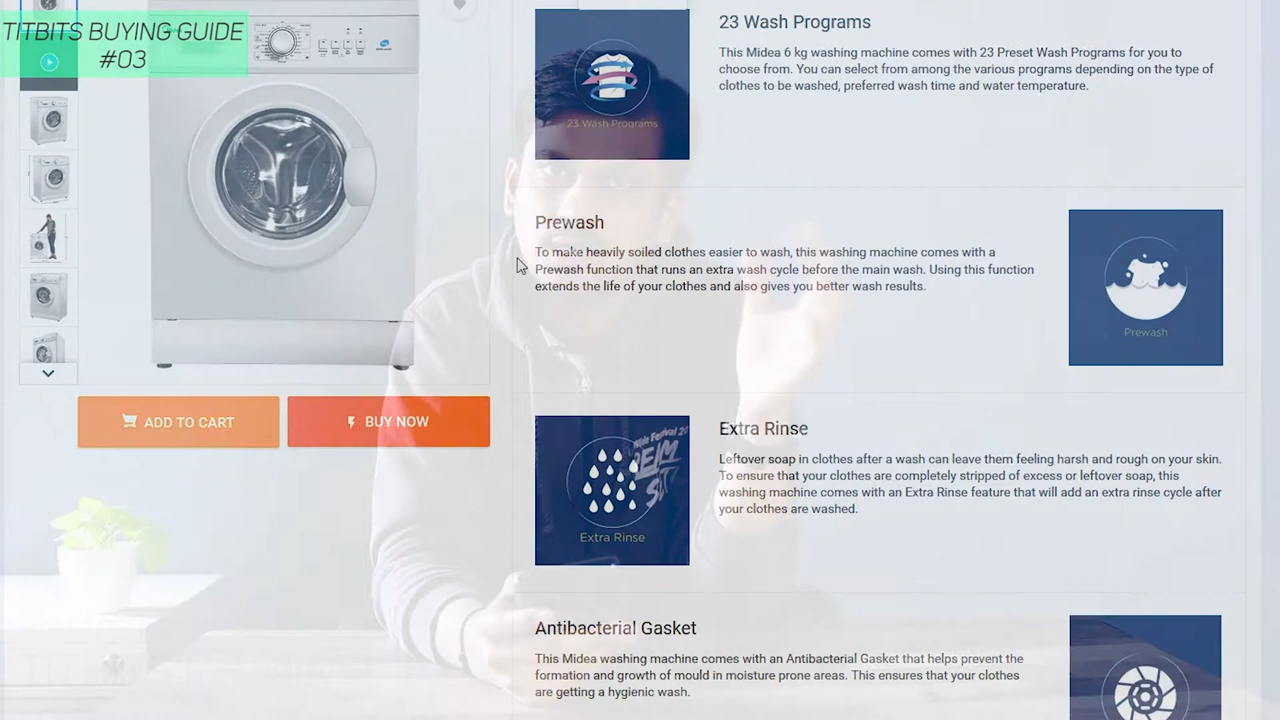 TITBITS BUYING GUIDE
#03
ADD TO CART
BUY NOW
23 Wash Programs
23 Wash Programs
This Midea 6 kg washing machine comes with 23 Preset Wash Programs for you to
choose from. You can select from among the various programs depending on the type of
clothes to be washed, preferred wash time and water temperature.
Prewash
To make heavily soiled clothes easier to wash, this washing machine comes with a
Prewash function that runs an extra wash cycle before the main wash. Using this function
extends the life of your clothes and also gives you better wash results.
Prewash
Extra Rinse
Extra Rinse
Leftover soap in clothes after a wash can leave them feeling harsh and rough on your skin.
To ensure that your clothes are completely stripped of excess or leftover soap, this
washing machine comes with an Extra Rinse feature that will add an extra rinse cycle after
your clothes are washed.
Antibacterial Gasket
This Midea washing machine comes with an Antibacterial Gasket that helps prevent the
formation and growth of mould in moisture prone areas. This ensures that your clothes
are getting a hygienic wash.